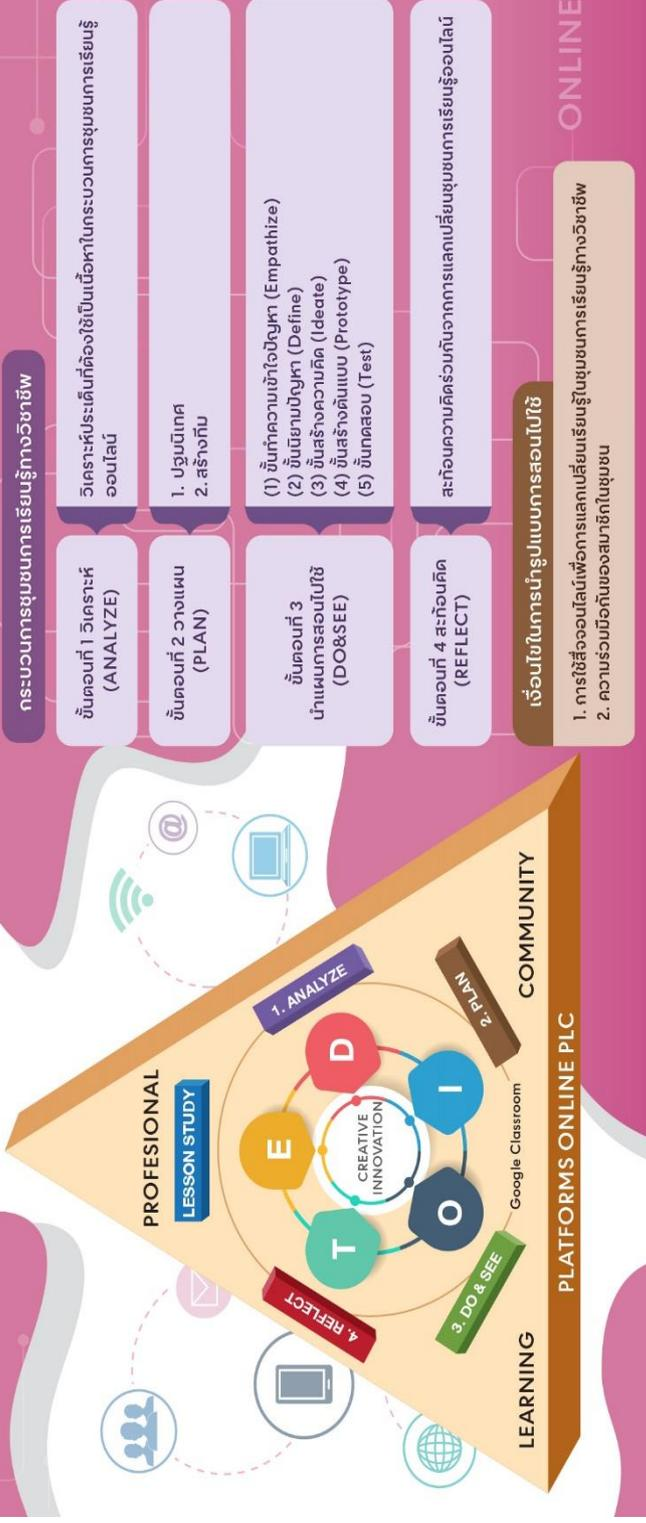 PROFESIONAL
LESSON STUDY
1. ANALYZE
2. PLAN
3. DO & SEE
4. REFLECT
E
D
I
O
T
CREATIVE
INNOVATION
Google Classroom
LEARNING
COMMUNITY
PLATFORMS ONLINE PLC
กระบวนการชุมชนการเรียนรู้ทางวิชาชีพ
ขั้นตอนที่ 1 วิเคราะห์
(ANALYZE)
วิเคราะห์ประเด็นที่ต้องใช้เป็นเนื้อหาในกระบวนการชุมชนการเรียนรู้
ออนไลน์
ขั้นตอนที่ 2 วางแผน
(PLAN)
1. ปฐมนิเทศ
2. สร้างทีม
ขั้นตอนที่ 3
นำแผนการสอนไปใช้
(DO&SEE)
(1) ขั้นทำความเข้าใจปัญหา (Empathize)
(2) ขั้นนิยามปัญหา (Define)
(3) ขั้นสร้างความคิด (Ideate)
(4) ขั้นสร้างต้นแบบ (Prototype)
(5) ขั้นทดสอบ (Test)
ขั้นตอนที่ 4 สะท้อนคิด
(REFLECT)
สะท้อนความคิดร่วมกันจากการแลกเปลี่ยนชุมชนการเรียนรู้ออนไลน์
เงื่อนไขในการนำรูปแบบการสอนไปใช้
1. การใช้สื่อออนไลน์เพื่อการแลกเปลี่ยนเรียนรู้ในชุมชนการเรียนรู้ทางวิชาชีพ
2. ความร่วมมือกันของสมาชิกในชุมชน
ONLINE